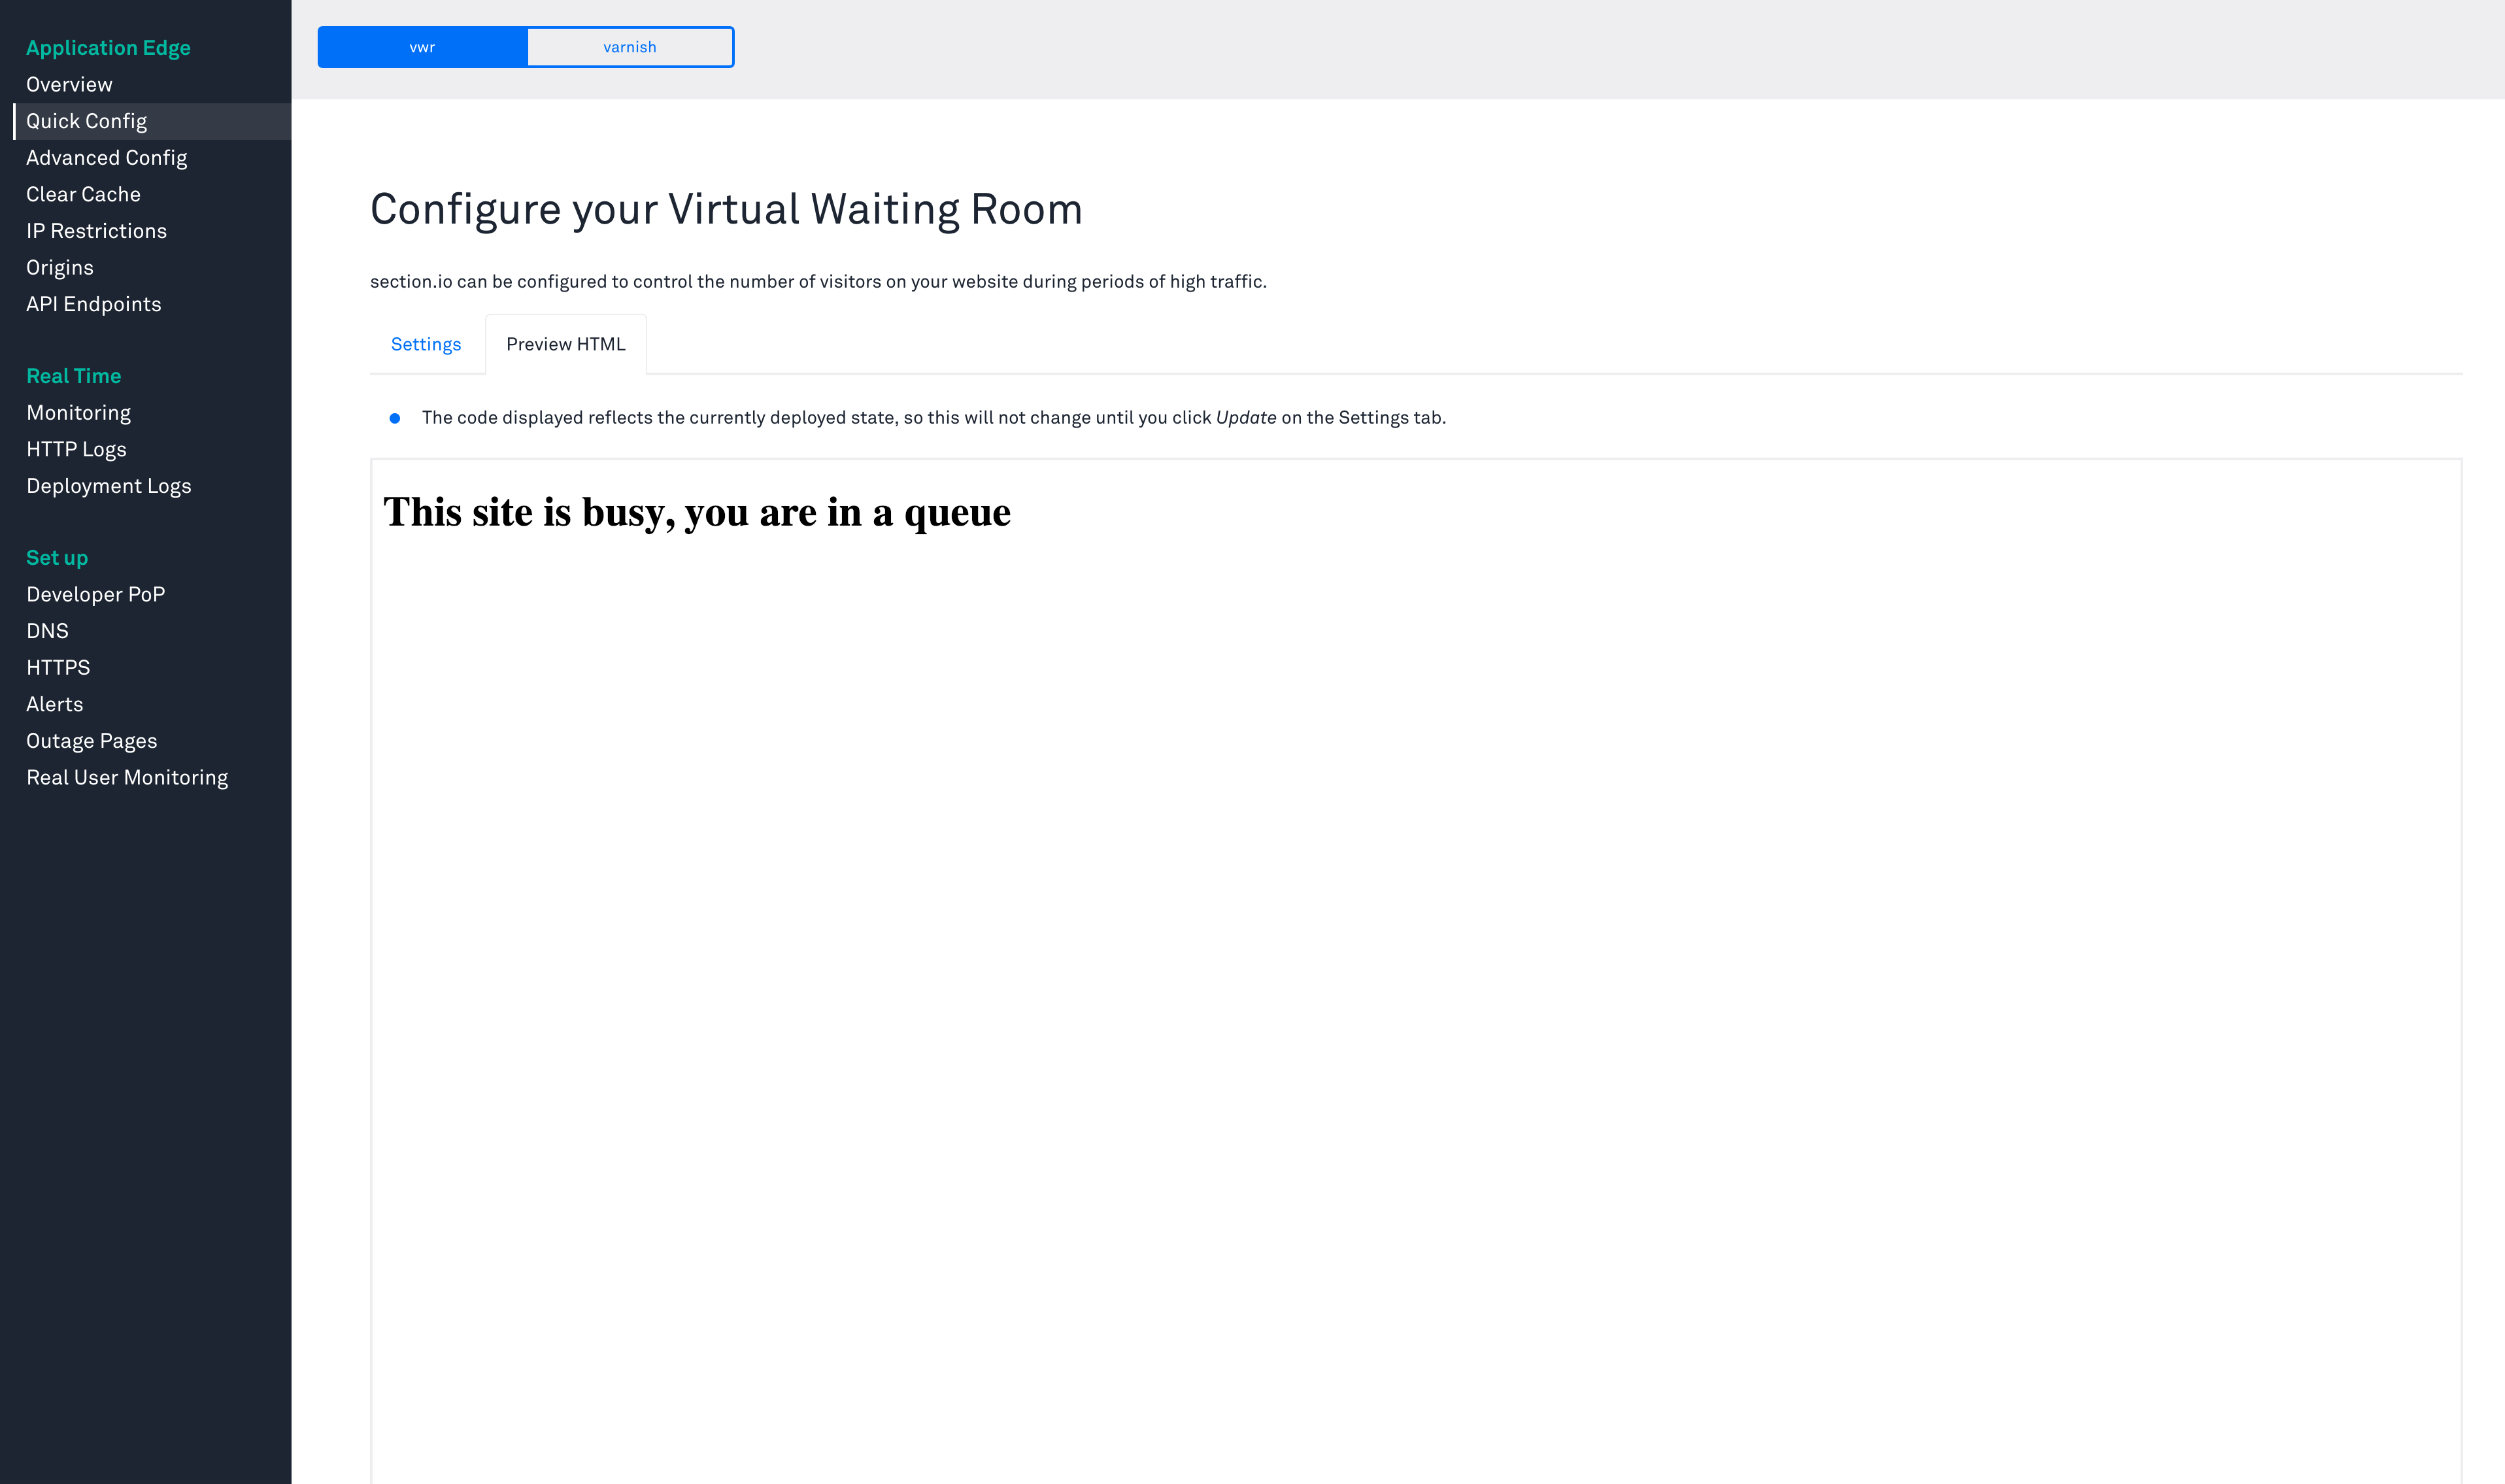 Application Edge
Overview
Quick Config
Advanced Config
Clear Cache
IP Restrictions
Origins
API Endpoints
Real Time
Monitoring
HTTP Logs
Deployment Logs
Set up
Developer PoP
DNS
HTTPS
Alerts
Outage Pages
Real User Monitoring
vwr varnish
Configure your Virtual Waiting Room
section.io can be configured to control the number of visitors on your website during periods of high traffic.
Settings Preview HTML
The code displayed reflects the currently deployed state, so this will not change until you click Update on the Settings tab.
This site is busy, you are in a queue